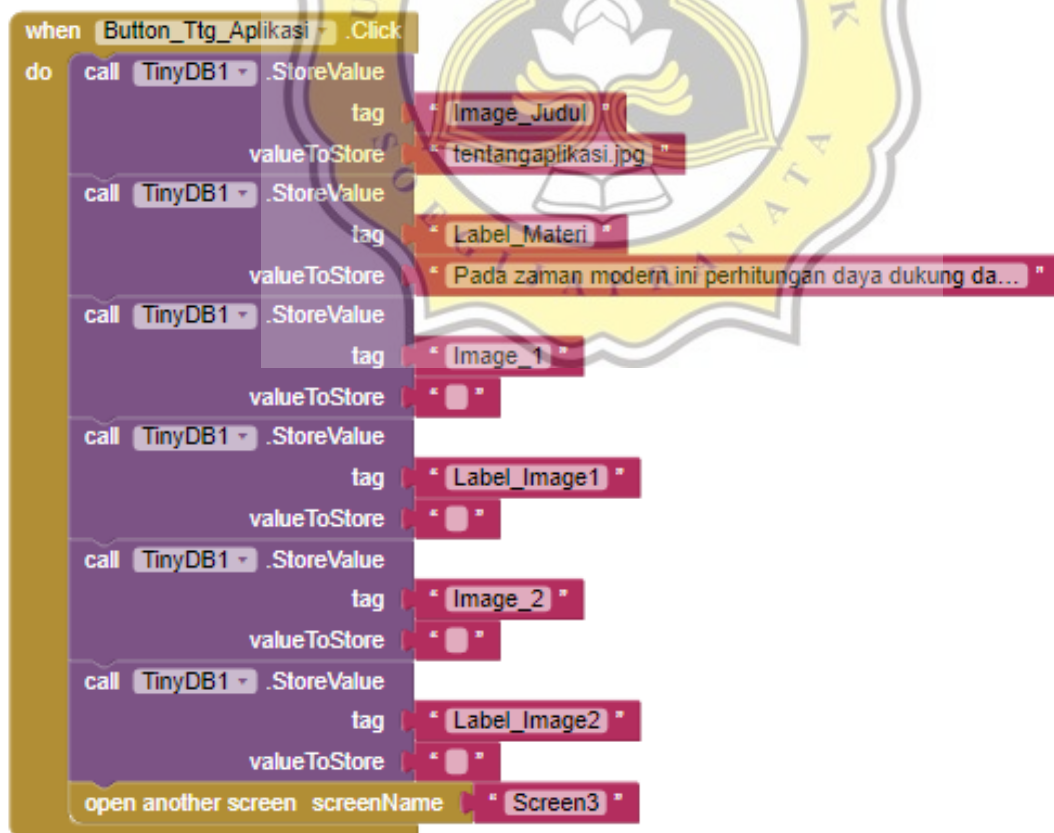 when Button_Ttg_Aplikasi .Click
do call TinyDB1 .StoreValue
tag " Image_Judul "
valueToStore " tentangaplikasi.jpg "
call TinyDB1 .StoreValue
tag " Label_Materi "
valueToStore " Pada zaman modern ini perhitungan daya dukung da... "
call TinyDB1 .StoreValue
tag " Image_1 "
valueToStore " "
call TinyDB1 .StoreValue
tag " Label_Image1 "
valueToStore " "
call TinyDB1 .StoreValue
tag " Image_2 "
valueToStore " "
call TinyDB1 .StoreValue
tag " Label_Image2 "
valueToStore " "
open another screen screenName " Screen3 "